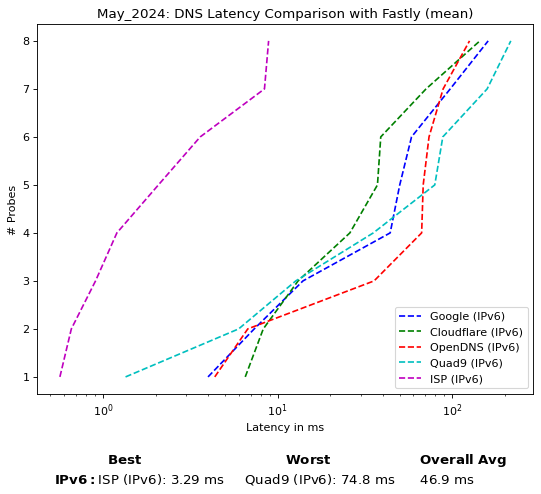 May_2024: DNS Latency Comparison with Fastly (mean)
8
7
6
5
4
3
2
1
# Probes
Google (IPv6)
Cloudflare (IPv6)
OpenDNS (IPv6)
Quad9 (IPv6)
ISP (IPv6)
10⁰ 10¹ 10²
Latency in ms
Best Worst Overall Avg
IPv6: ISP (IPv6): 3.29 ms Quad9 (IPv6): 74.8 ms 46.9 ms